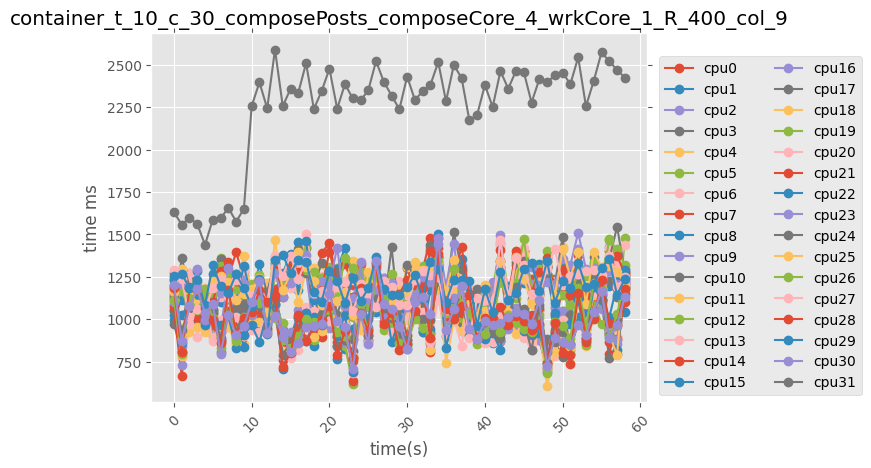 container_t_10_c_30_composePosts_composeCore_4_wrkCore_1_R_400_col_9
time ms
2500
2250
2000
1750
1500
1250
1000
750
0
10
20
30
40
50
60
time(s)
cpu0
cpu1
cpu2
cpu3
cpu4
cpu5
cpu6
cpu7
cpu8
cpu9
cpu10
cpu11
cpu12
cpu13
cpu14
cpu15
cpu16
cpu17
cpu18
cpu19
cpu20
cpu21
cpu22
cpu23
cpu24
cpu25
cpu26
cpu27
cpu28
cpu29
cpu30
cpu31